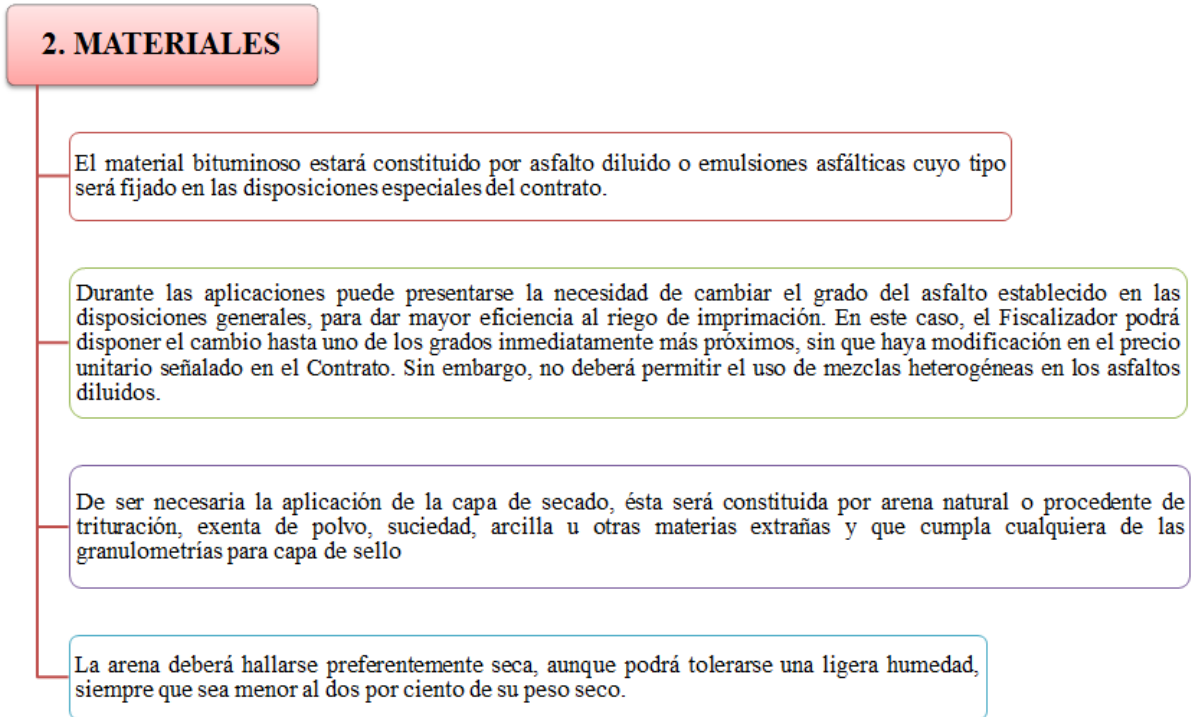 2. MATERIALES
El material bituminoso estará constituido por asfalto diluido o emulsiones asfálticas cuyo tipo
será fijado en las disposiciones especiales del contrato.
Durante las aplicaciones puede presentarse la necesidad de cambiar el grado del asfalto establecido en las
disposiciones generales, para dar mayor eficiencia al riego de imprimación. En este caso, el Fiscalizador podrá
disponer el cambio hasta uno de los grados inmediatamente más próximos, sin que haya modificación en el precio
unitario señalado en el Contrato. Sin embargo, no deberá permitir el uso de mezclas heterogéneas en los asfaltos
diluidos.
De ser necesaria la aplicación de la capa de secado, ésta será constituida por arena natural o procedente de
trituración, exenta de polvo, suciedad, arcilla u otras materias extrañas y que cumpla cualquiera de las
granulometrías para capa de sello
La arena deberá hallarse preferentemente seca, aunque podrá tolerarse una ligera humedad,
siempre que sea menor al dos por ciento de su peso seco.